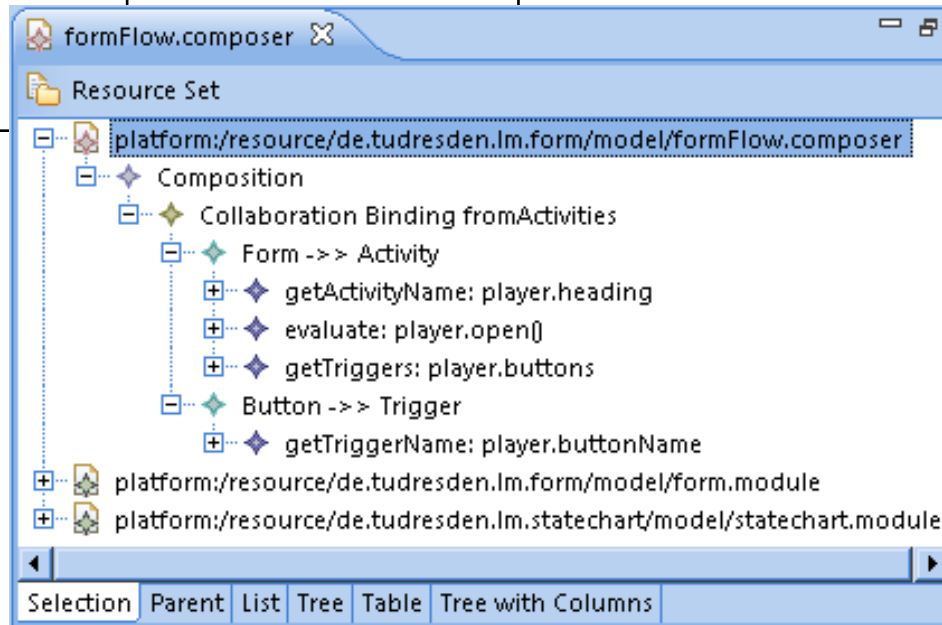 formFlow.composer
Resource Set
platform:/resource/de.tudresden.lm.form/model/formFlow.composer
Composition
Collaboration Binding fromActivities
Form ->> Activity
getActivityName: player.heading
evaluate: player.open()
getTriggers: player.buttons
Button ->> Trigger
getTriggerName: player.buttonName
platform:/resource/de.tudresden.lm.form/model/form.module
platform:/resource/de.tudresden.lm.statechart/model/statechart.module
Selection Parent List Tree Table Tree with Columns